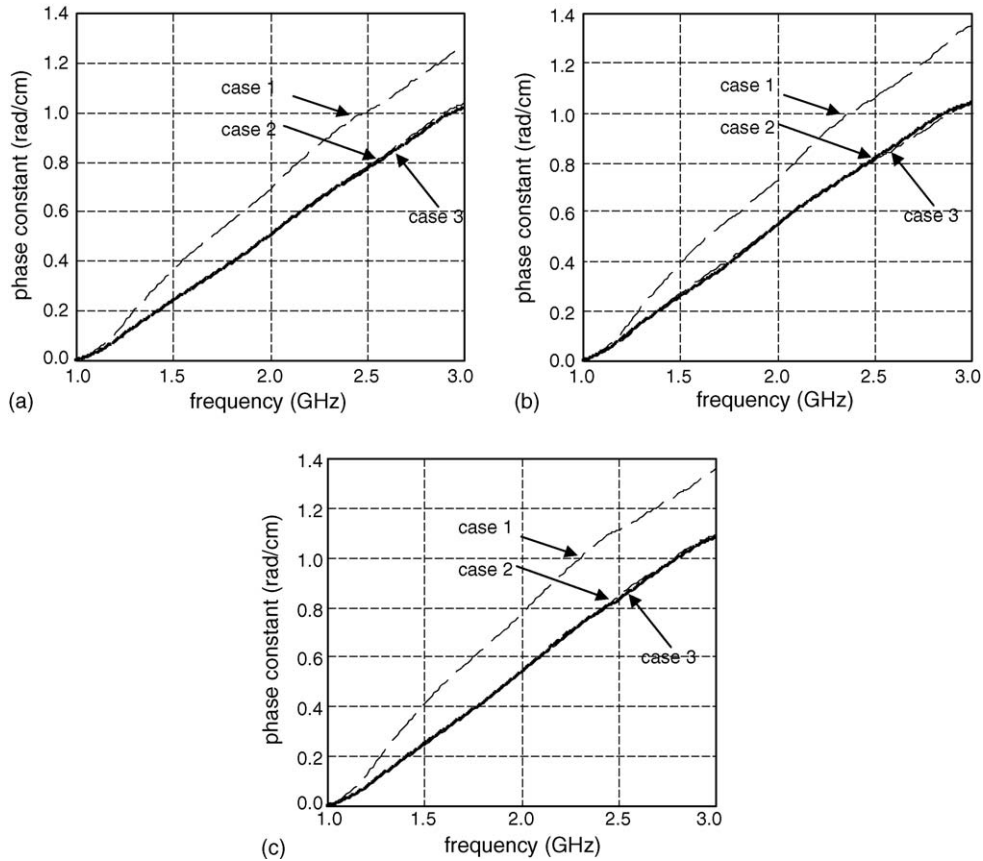 1.4
1.2
1.0
0.8
0.6
0.4
0.2
0.0
phase constant (rad/cm)
case 1
case 2
case 3
1.0 1.5 2.0 2.5 3.0
frequency (GHz)
(a)
1.4
1.2
1.0
0.8
0.6
0.4
0.2
0.0
phase constant (rad/cm)
case 1
case 2
case 3
1.0 1.5 2.0 2.5 3.0
frequency (GHz)
(b)
1.4
1.2
1.0
0.8
0.6
0.4
0.2
0.0
phase constant (rad/cm)
case 1
case 2
case 3
1.0 1.5 2.0 2.5 3.0
frequency (GHz)
(c)